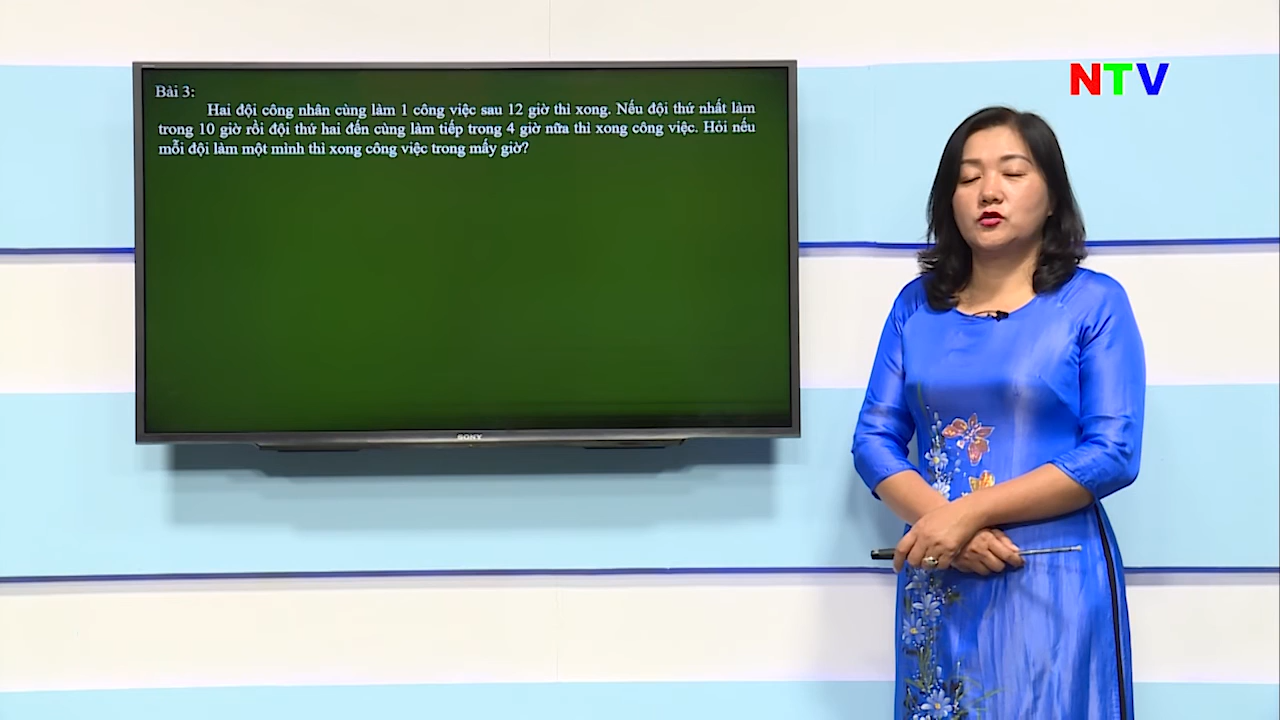 NTV
Bài 3:
Hai đội công nhân cùng làm 1 công việc sau 12 giờ thì xong. Nếu đội thứ nhất làm
trong 10 giờ rồi đội thứ hai đến cùng làm tiếp trong 4 giờ nữa thì xong công việc. Hỏi nếu
mỗi đội làm một mình thì xong công việc trong mấy giờ?
SONY